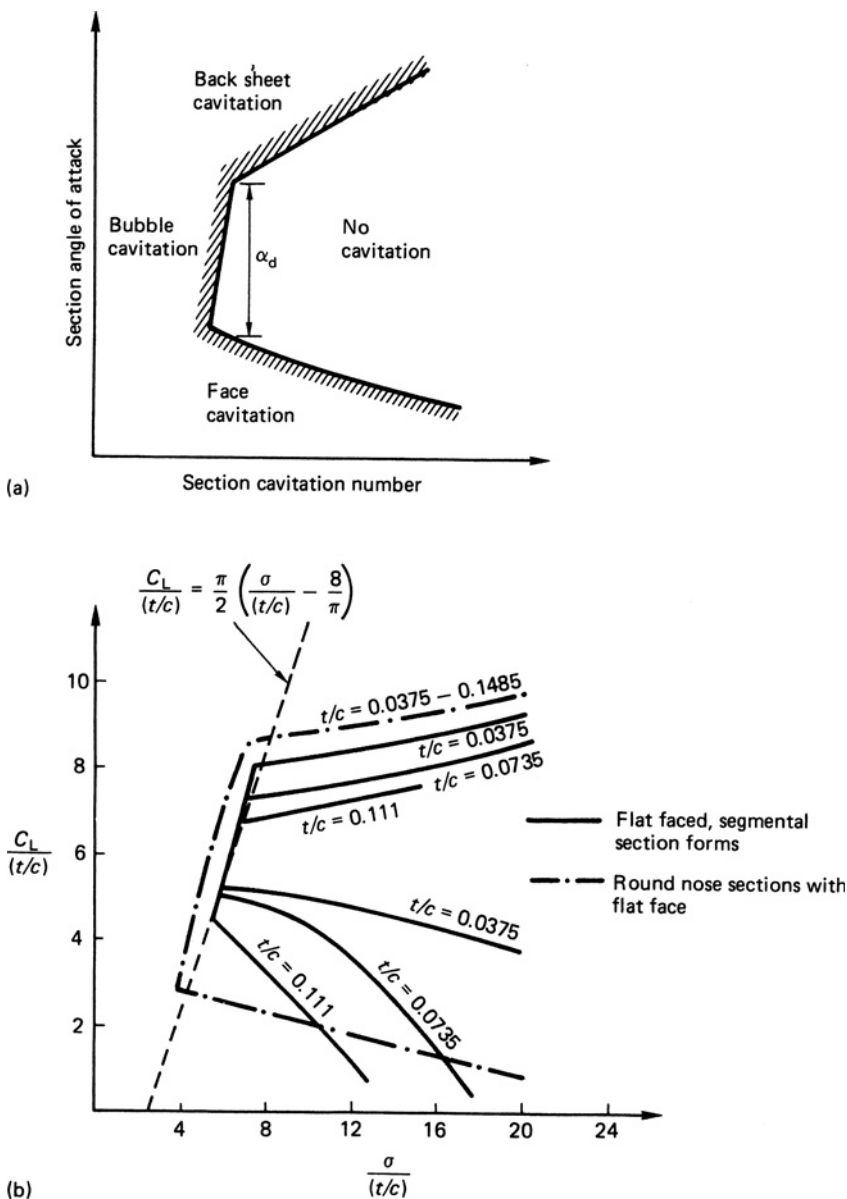 Back sheet
cavitation
Section angle of attack
Bubble
cavitation
α_d
No
cavitation
Face
cavitation
(a)
Section cavitation number
C_L/(t/c) = π/2 (σ/(t/c) − 8/π)
10
8
6
4
2
C_L/(t/c)
t/c = 0.0375 − 0.1485
t/c = 0.0375
t/c = 0.0735
t/c = 0.111
t/c = 0.0375
t/c = 0.0735
t/c = 0.111
Flat faced, segmental
section forms
Round nose sections with
flat face
4 8 12 16 20 24
σ/(t/c)
(b)